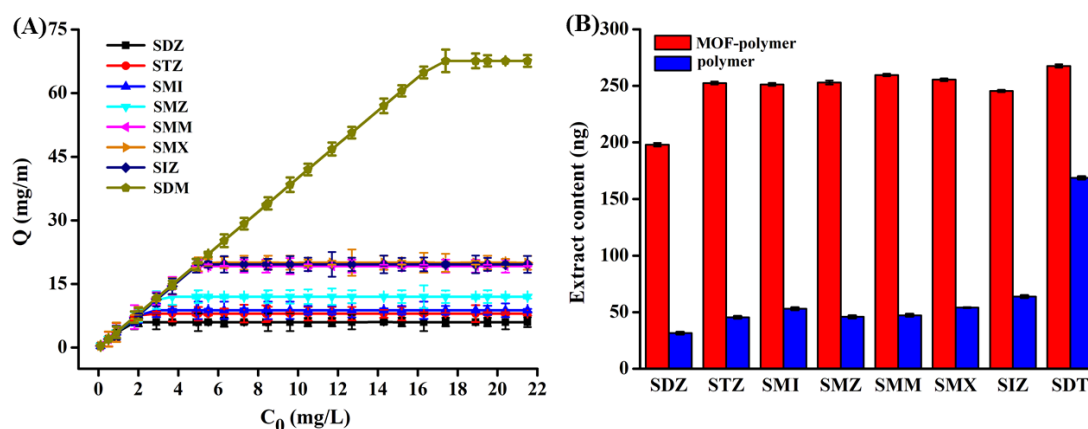 (A)
75
60
45
30
15
0
Q (mg/m)
SDZ
STZ
SMI
SMZ
SMM
SMX
SIZ
SDM
0 2 4 6 8 10 12 14 16 18 20 22
C0 (mg/L)
(B)
300
250
200
150
100
50
0
Extract content (ng)
MOF-polymer
polymer
SDZ STZ SMI SMZ SMM SMX SIZ SDT